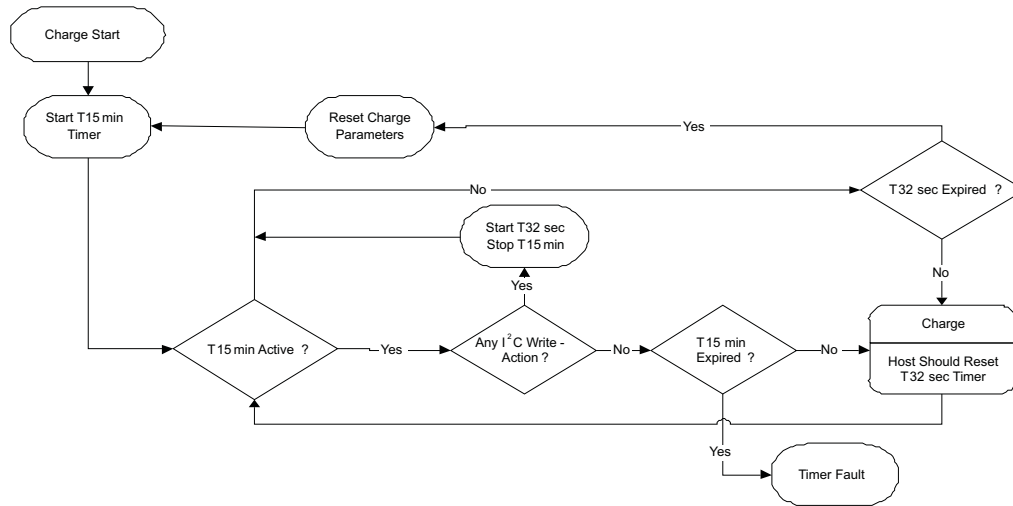 Charge Start
Start T15 min
Timer
Reset Charge
Parameters
Yes
T32 sec Expired ?
No
Start T32 sec
Stop T15 min
No
Yes
T15 min Active ?
Yes
Any I²C Write -
Action ?
No
T15 min
Expired ?
No
Charge
Host Should Reset
T32 sec Timer
Yes
Timer Fault